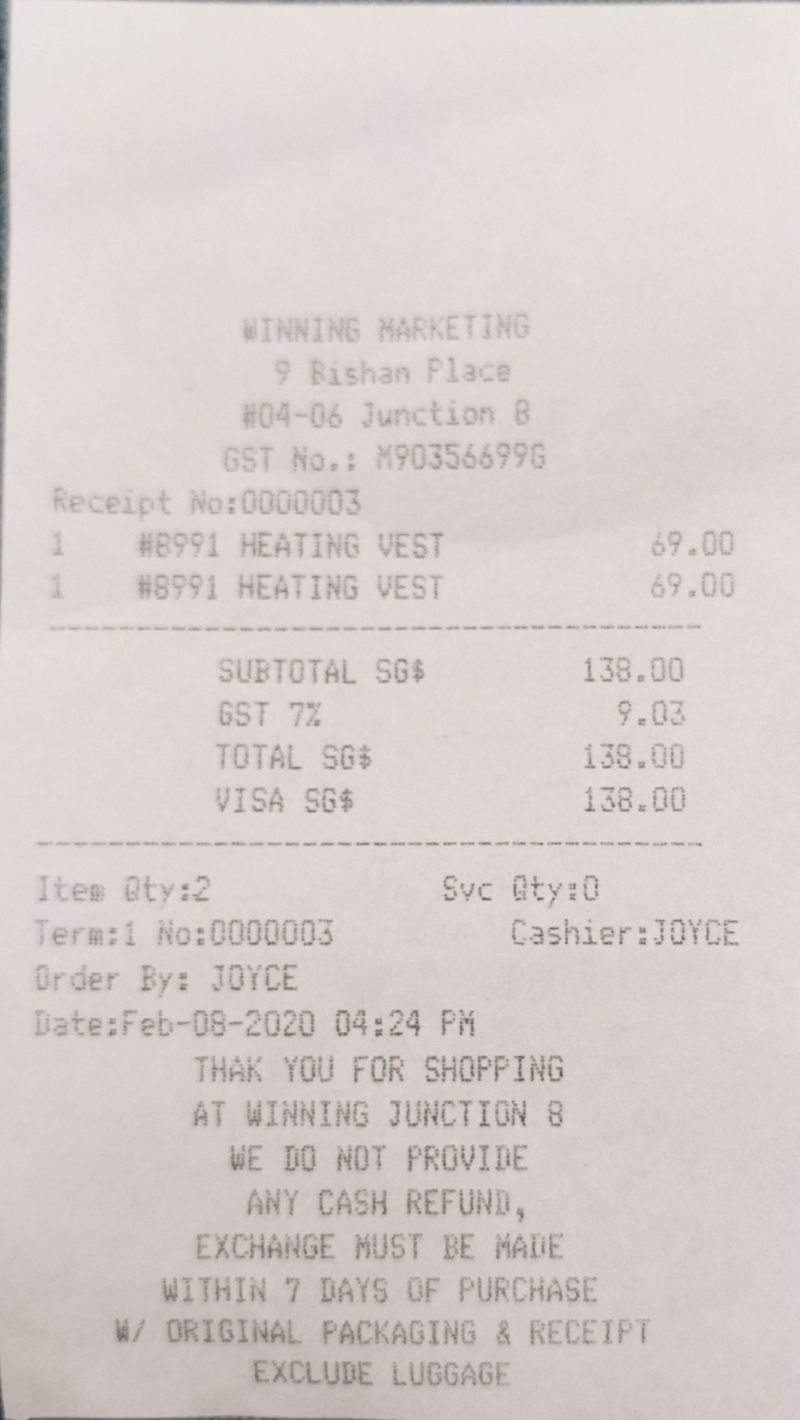 WINNING MARKETING
9 Bishan Place
#04-06 Junction 8
GST No.: M90356699G
Receipt No:0000003
1 #8991 HEATING VEST 69.00
1 #8991 HEATING VEST 69.00
SUBTOTAL SG$ 138.00
GST 7% 9.03
TOTAL SG$ 138.00
VISA SG$ 138.00
Item Qty:2 Svc Qty:0
Term:1 No:0000003 Cashier:JOYCE
Order By: JOYCE
Date:Feb-08-2020 04:24 PM
THAK YOU FOR SHOPPING
AT WINNING JUNCTION 8
WE DO NOT PROVIDE
ANY CASH REFUND,
EXCHANGE MUST BE MADE
WITHIN 7 DAYS OF PURCHASE
W/ ORIGINAL PACKAGING & RECEIPT
EXCLUDE LUGGAGE